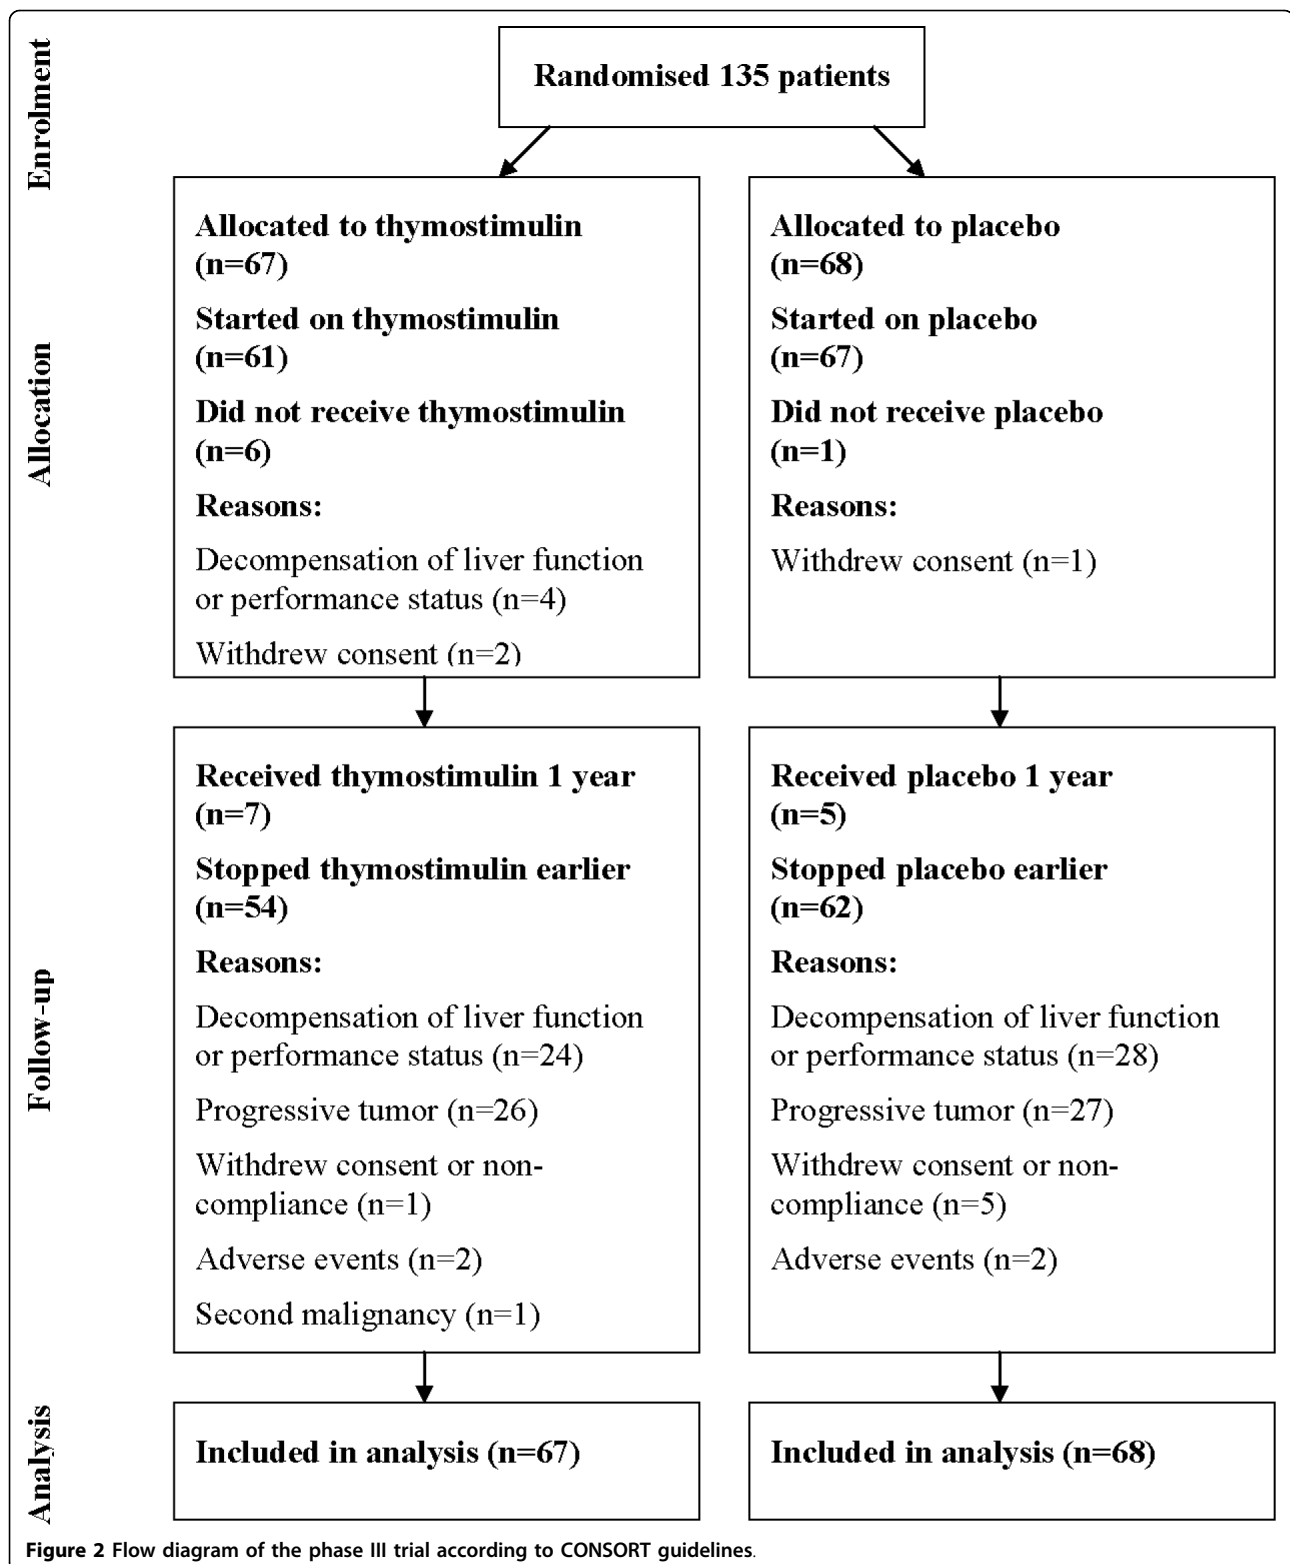 Enrolment
Randomised 135 patients
Allocation
Allocated to thymostimulin
(n=67)
Started on thymostimulin
(n=61)
Did not receive thymostimulin
(n=6)
Reasons:
Decompensation of liver function
or performance status (n=4)
Withdrew consent (n=2)
Allocated to placebo
(n=68)
Started on placebo
(n=67)
Did not receive placebo
(n=1)
Reasons:
Withdrew consent (n=1)
Follow-up
Received thymostimulin 1 year
(n=7)
Stopped thymostimulin earlier
(n=54)
Reasons:
Decompensation of liver function
or performance status (n=24)
Progressive tumor (n=26)
Withdrew consent or non-
compliance (n=1)
Adverse events (n=2)
Second malignancy (n=1)
Received placebo 1 year
(n=5)
Stopped placebo earlier
(n=62)
Reasons:
Decompensation of liver function
or performance status (n=28)
Progressive tumor (n=27)
Withdrew consent or non-
compliance (n=5)
Adverse events (n=2)
Analysis
Included in analysis (n=67)
Included in analysis (n=68)
Figure 2 Flow diagram of the phase III trial according to CONSORT guidelines.